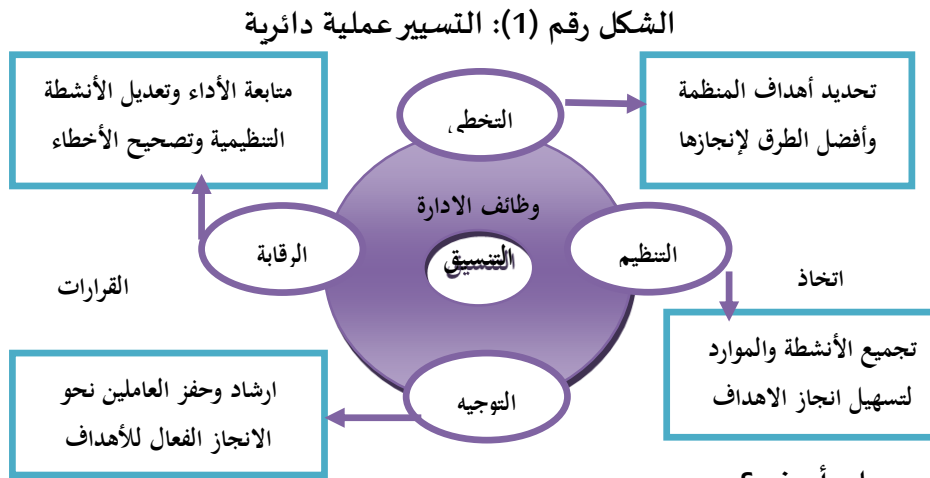 الشكل رقم (1): التسيير عملية دائرية
تحديد أهداف المنظمة
وأفضل الطرق لإنجازها
التخطي
متابعة الأداء وتعديل الأنشطة
التنظيمية وتصحيح الأخطاء
وظائف الادارة
التنسيق
التنظيم
الرقابة
اتخاذ
القرارات
تجميع الأنشطة والموارد
لتسهيل انجاز الاهداف
التوجيه
ارشاد وحفز العاملين نحو
الانجاز الفعال للأهداف